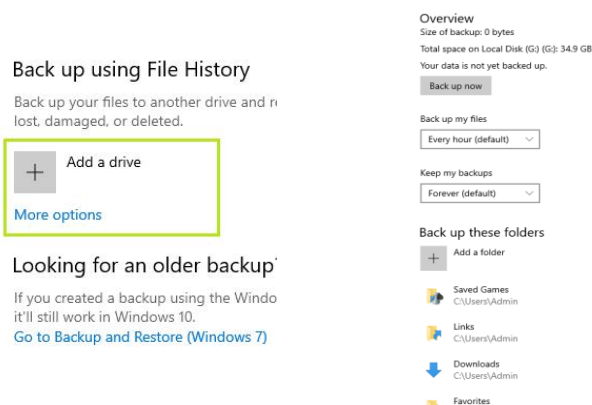 Back up using File History
Back up your files to another drive and
lost, damaged, or deleted.
Add a drive
More options
Looking for an older backup
If you created a backup using the
it'll still work in Windows 10.
Go to Backup and Restore (Windows 7)
Overview
Size of backup: 0 bytes
Total space on Local Disk (G:) (G:): 34.9 GB
Your data is not yet backed up.
Back up now
Back up my files
Every hour (default)
Keep my backups
Forever (default)
Back up these folders
Add a folder
Saved Games
C:\Users\Admin
Links
C:\Users\Admin
Downloads
C:\Users\Admin
Favorites